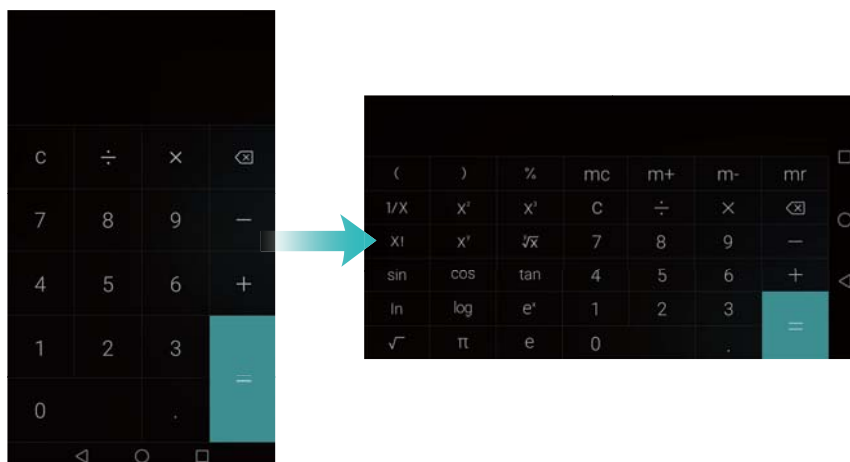 C ÷ ×
7 8 9 −
4 5 6 +
1 2 3 =
0 .
( ) % mc m+ m- mr
1/X X² X³ C ÷ ×
X! Xʸ ʸ√x 7 8 9 −
sin cos tan 4 5 6 +
ln log eˣ 1 2 3 =
√ π e 0 .